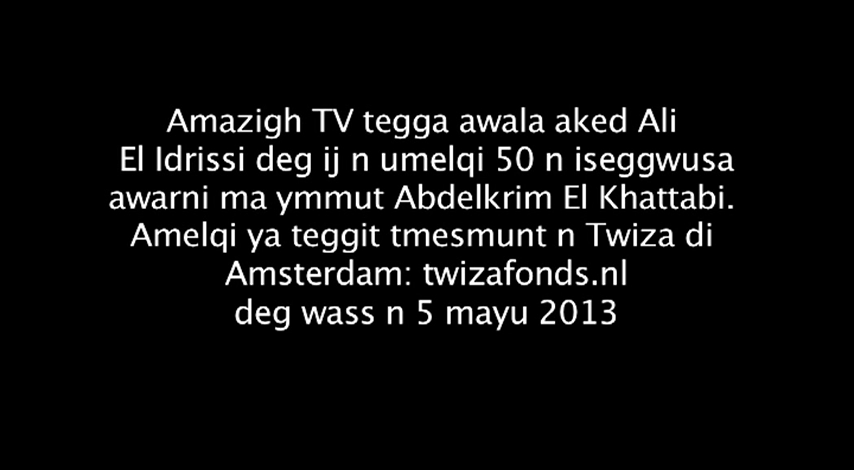 Amazigh TV tegga awala aked Ali
El Idrissi deg ij n umelqi 50 n iseggwusa
awarni ma ymmut Abdelkrim El Khattabi.
Amelqi ya teggit tmesmunt n Twiza di
Amsterdam: twizafonds.nl
deg wass n 5 mayu 2013